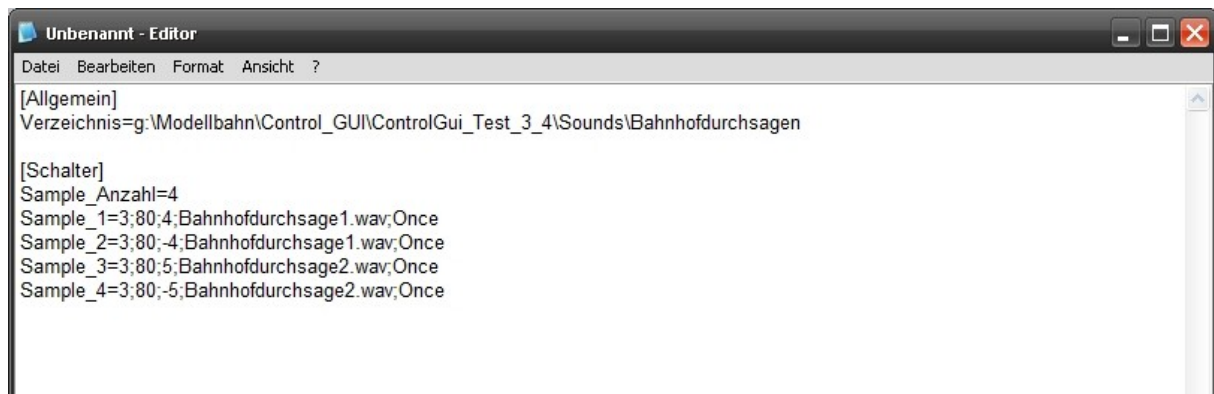 Unbenannt - Editor
Datei Bearbeiten Format Ansicht ?
[Allgemein]
Verzeichnis=g:\Modellbahn\Control_GUI\ControlGui_Test_3_4\Sounds\Bahnhofdurchsagen
[Schalter]
Sample_Anzahl=4
Sample_1=3;80;4;Bahnhofdurchsage1.wav;Once
Sample_2=3;80;-4;Bahnhofdurchsage1.wav;Once
Sample_3=3;80;5;Bahnhofdurchsage2.wav;Once
Sample_4=3;80;-5;Bahnhofdurchsage2.wav;Once